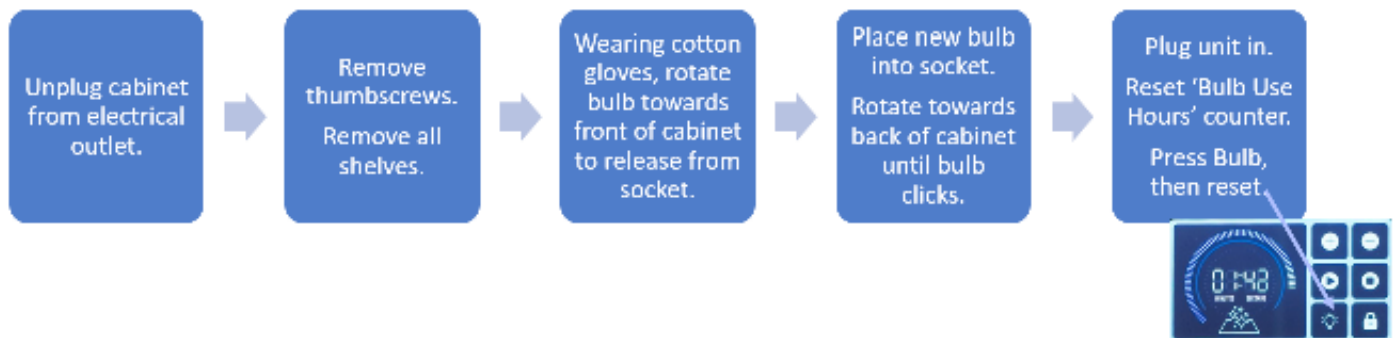 Unplug cabinet
from electrical
outlet.
Remove
thumbscrews.
Remove all
shelves.
Wearing cotton
gloves, rotate
bulb towards
front of cabinet
to release from
socket.
Place new bulb
into socket.
Rotate towards
back of cabinet
until bulb
clicks.
Plug unit in.
Reset ‘Bulb Use
Hours’ counter.
Press Bulb,
then reset.
01:48